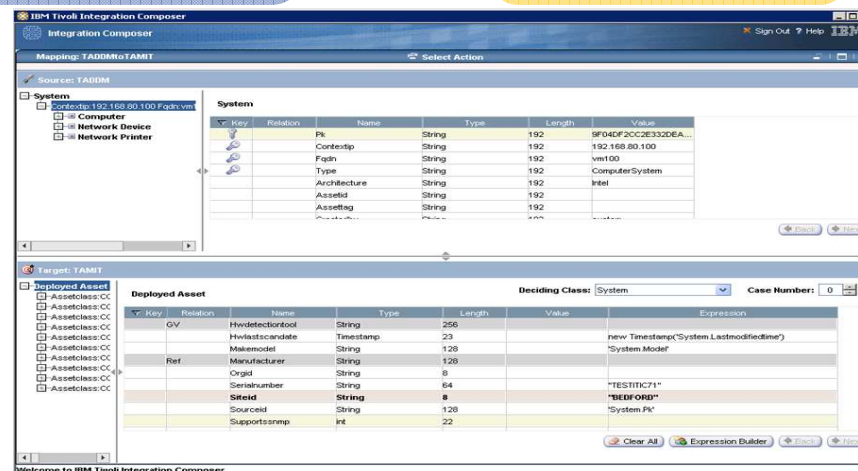 IBM Tivoli Integration Composer
Integration Composer
Sign Out ? Help IBM
Mapping: TADDMtoTAMIT
Select Action
Source: TADDM
System
Contextip:192.168.80.100 Fqdn:vm1
Computer
Network Device
Network Printer
System
Key Relation Name Type Length Value
Pk String 192 9F04DF2CC2E332DEA...
Contextip String 192 192.168.80.100
Fqdn String 192 vm100
Type String 192 ComputerSystem
Architecture String 192 Intel
Assetid String 192
Assettag String 192
String 192
Back Nex
Target: TAMIT
Deployed Asset
Assetclass:CC
Assetclass:CC
Assetclass:CC
Assetclass:CC
Assetclass:CC
Assetclass:CC
Assetclass:CC
Assetclass:CC
Assetclass:CC
Deployed Asset
Deciding Class: System
Case Number: 0
Key Relation Name Type Length Value Expression
GV Hwdetectiontool String 256
Hwlastscandate Timestamp 23 new Timestamp('System.Lastmodifiedtime')
Makemodel String 128 'System.Model'
Ref Manufacturer String 128
Orgid String 8
Serialnumber String 64 "TESTITIC71"
Siteid String 8 "BEDFORD"
Sourceid String 128 'System.Pk'
Supportssnmp int 22
Clear All Expression Builder Back Nex
Welcome to IBM Tivoli Integration Composer